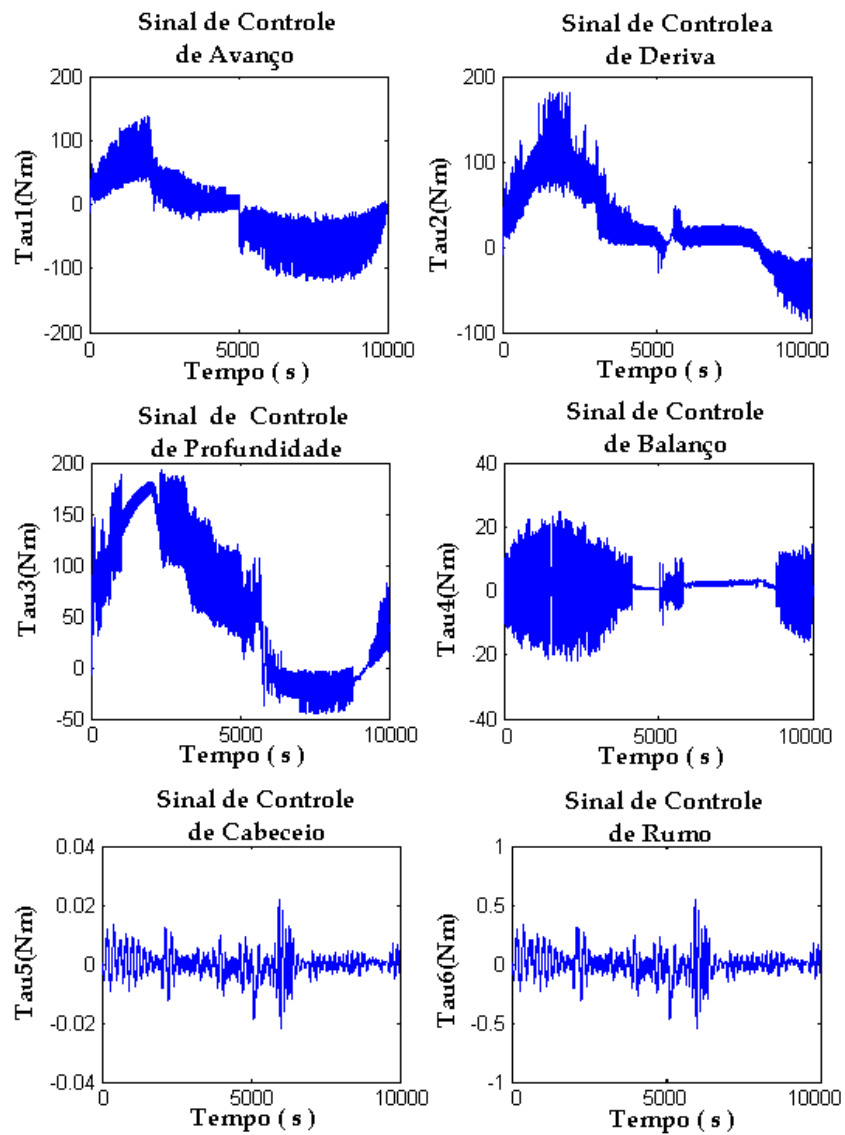 Sinal de Controle
de Avanço
200
100
0
-100
-200
Tau1(Nm)
0
5000
10000
Tempo ( s )
Sinal de Controlea
de Deriva
200
100
0
-100
Tau2(Nm)
0
5000
10000
Tempo ( s )
Sinal de Controle
de Profundidade
200
150
100
50
0
-50
Tau3(Nm)
0
5000
10000
Tempo ( s )
Sinal de Controle
de Balanço
40
20
0
-20
-40
Tau4(Nm)
0
5000
10000
Tempo ( s )
Sinal de Controle
de Cabeceio
0.04
0.02
0
-0.02
-0.04
Tau5(Nm)
0
5000
10000
Tempo ( s )
Sinal de Controle
de Rumo
1
0.5
0
-0.5
-1
Tau6(Nm)
0
5000
10000
Tempo ( s )